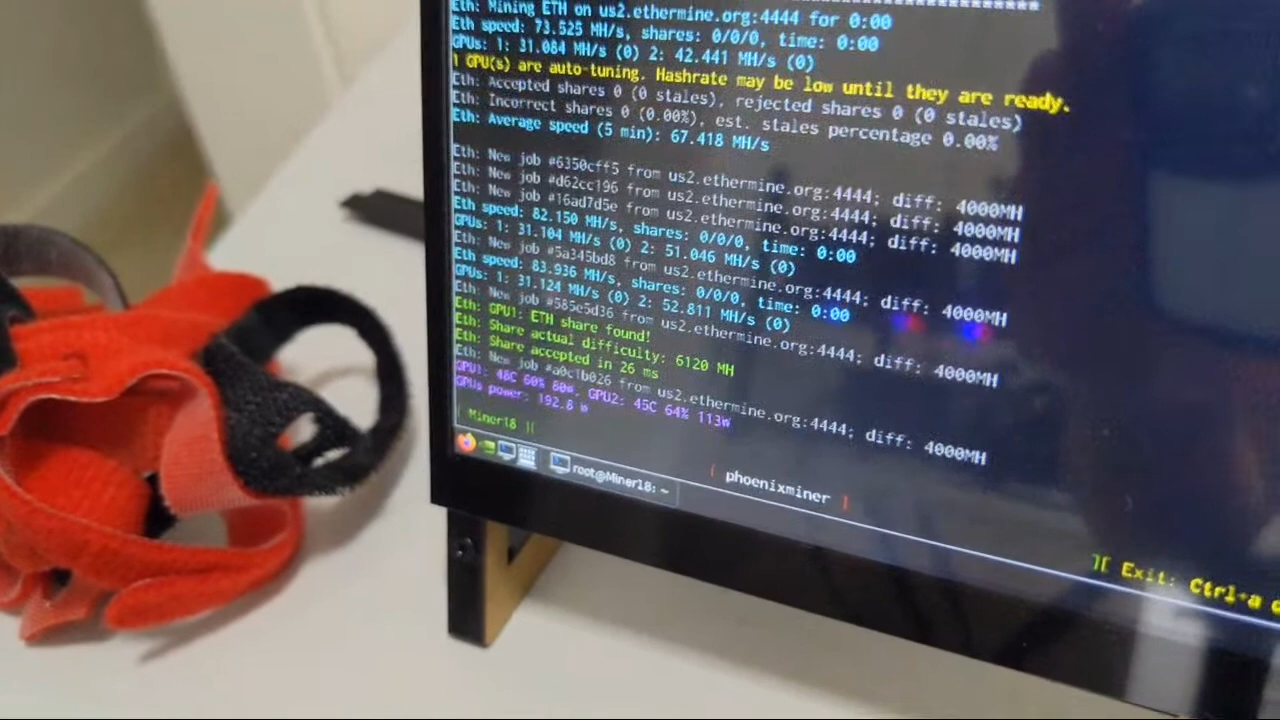 Eth: Mining ETH on us2.ethermine.org:4444 for 0:00
Eth speed: 73.525 MH/s, shares: 0/0/0, time: 0:00
GPUs: 1: 31.084 MH/s (0) 2: 42.441 MH/s (0)
1 GPU(s) are auto-tuning. Hashrate may be low until they are ready.
Eth: Accepted shares 0 (0 stales), rejected shares 0 (0 stales)
Eth: Incorrect shares 0 (0.00%), est. stales percentage 0.00%
Eth: Average speed (5 min): 67.418 MH/s
Eth: New job #6350cff5 from us2.ethermine.org:4444; diff: 4000MH
Eth: New job #d62cc196 from us2.ethermine.org:4444; diff: 4000MH
Eth: New job #16ad7d5e from us2.ethermine.org:4444; diff: 4000MH
Eth speed: 82.150 MH/s, shares: 0/0/0, time: 0:00
GPUs: 1: 31.104 MH/s (0) 2: 51.046 MH/s (0)
Eth: New job #5a345bd8 from us2.ethermine.org:4444; diff: 4000MH
Eth speed: 83.936 MH/s, shares: 0/0/0, time: 0:00
GPUs: 1: 31.124 MH/s (0) 2: 52.811 MH/s (0)
Eth: New job #585e5d36 from us2.ethermine.org:4444; diff: 4000MH
Eth: GPU1: ETH share found!
Eth: Share actual difficulty: 6120 MH
Eth: Share accepted in 26 ms
Eth: New job #a0c1b026 from us2.ethermine.org:4444; diff: 4000MH
GPU1: 48C 60% 80W, GPU2: 45C 64% 113W
GPUs power: 192.8 W
[ Miner18 ][ ( phoenixminer ) ][ Exit: Ctrl+a
root@Miner18: ~